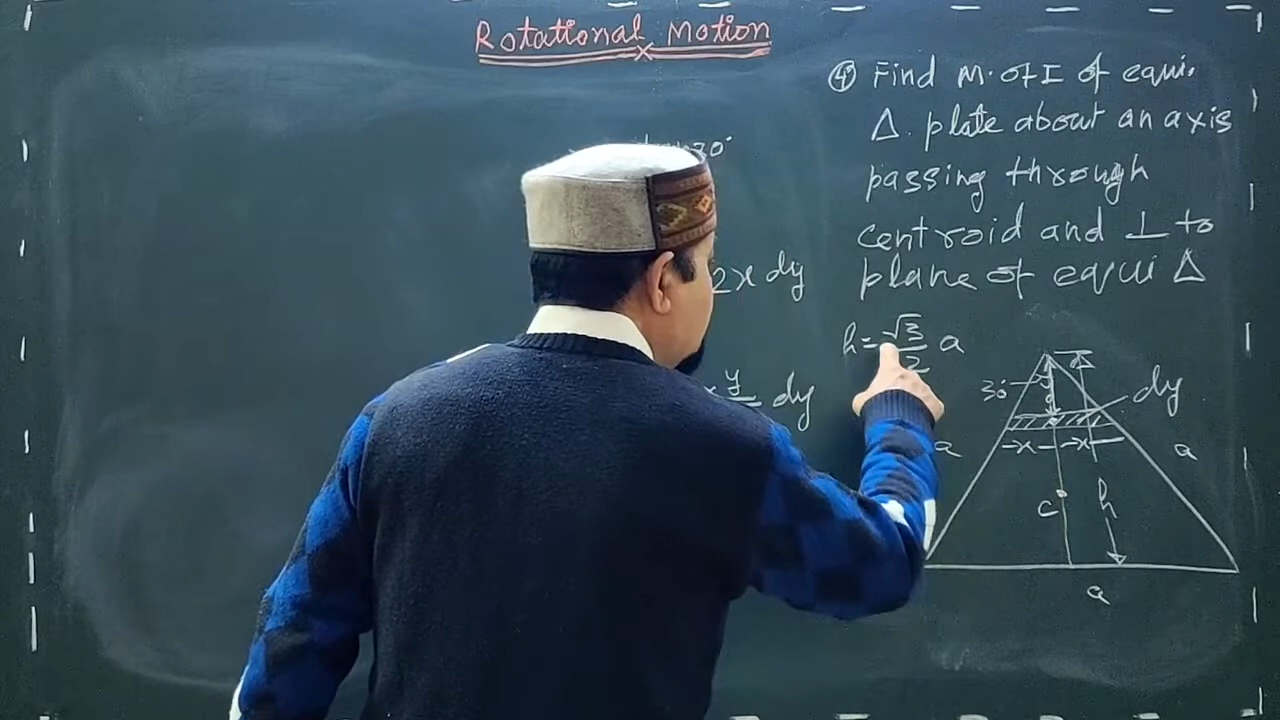 Rotational Motion
④ Find M. of I of equi.
Δ. plate about an axis
passing through
centroid and ⊥ to
plane of equi Δ
30°
2x dy
y dy
h = √3/2 a
30°
y
dy
x x
a a
c h
a